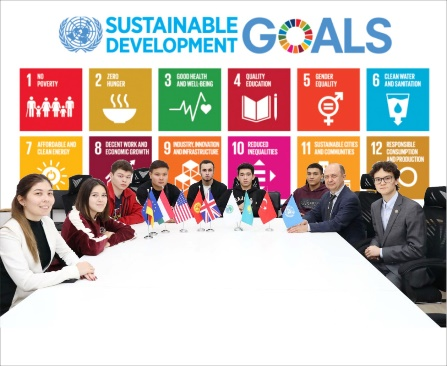 SUSTAINABLE
DEVELOPMENT
GOALS
1 NO
POVERTY
2 ZERO
HUNGER
3 GOOD HEALTH
AND WELL-BEING
4 QUALITY
EDUCATION
5 GENDER
EQUALITY
6 CLEAN WATER
AND SANITATION
7 AFFORDABLE AND
CLEAN ENERGY
8 DECENT WORK AND
ECONOMIC GROWTH
9 INDUSTRY, INNOVATION
AND INFRASTRUCTURE
10 REDUCED
INEQUALITIES
11 SUSTAINABLE CITIES
AND COMMUNITIES
12 RESPONSIBLE
CONSUMPTION
AND PRODUCTION